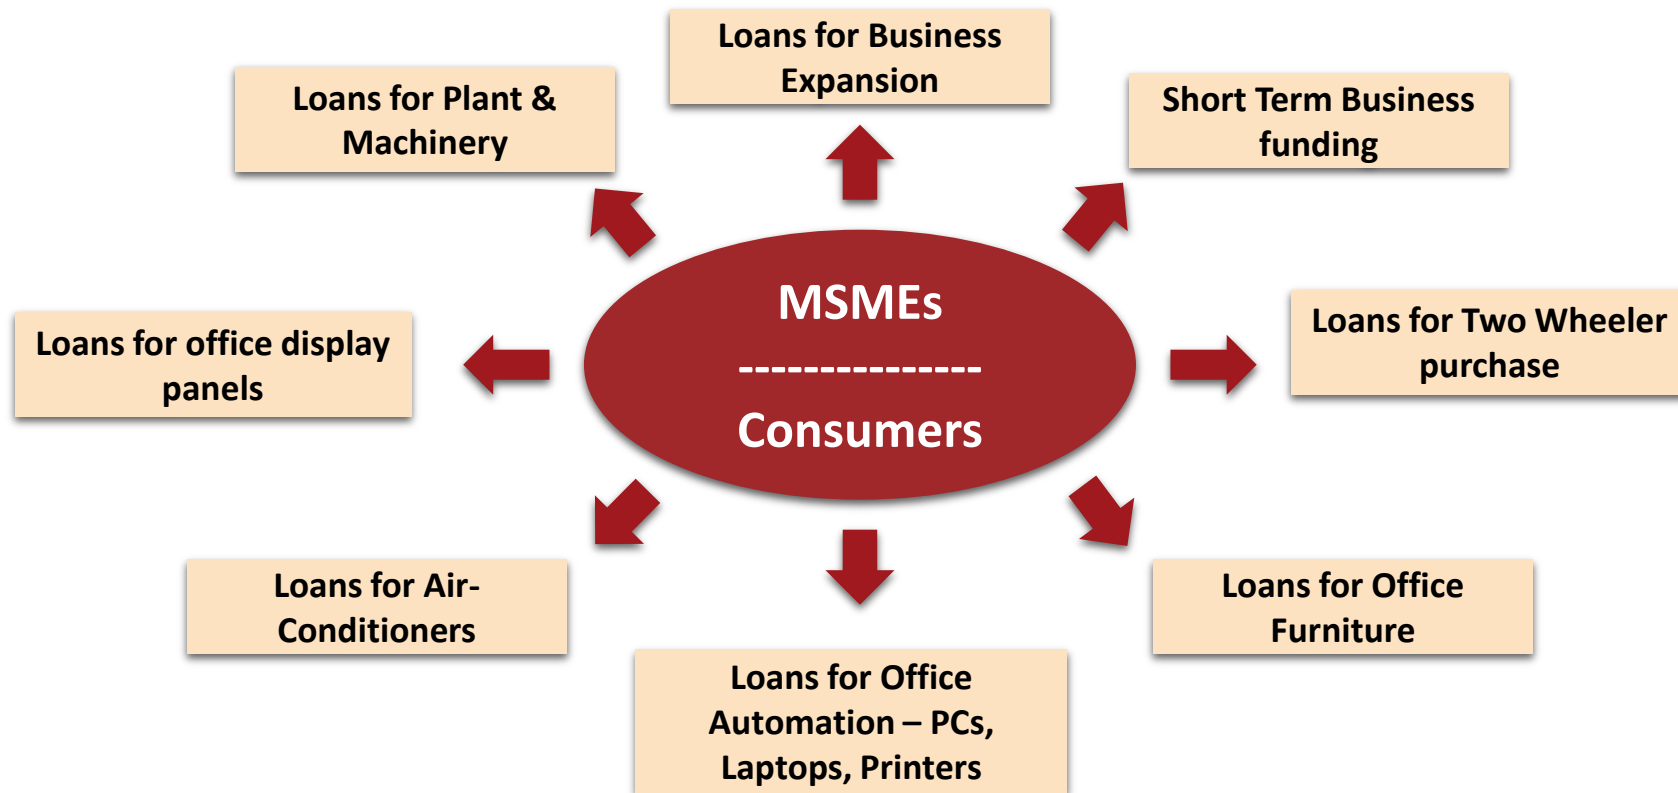 Loans for Business
Expansion
Loans for Plant &
Machinery
Short Term Business
funding
MSMEs
---------------
Consumers
Loans for office display
panels
Loans for Two Wheeler
purchase
Loans for Air-
Conditioners
Loans for Office
Furniture
Loans for Office
Automation – PCs,
Laptops, Printers